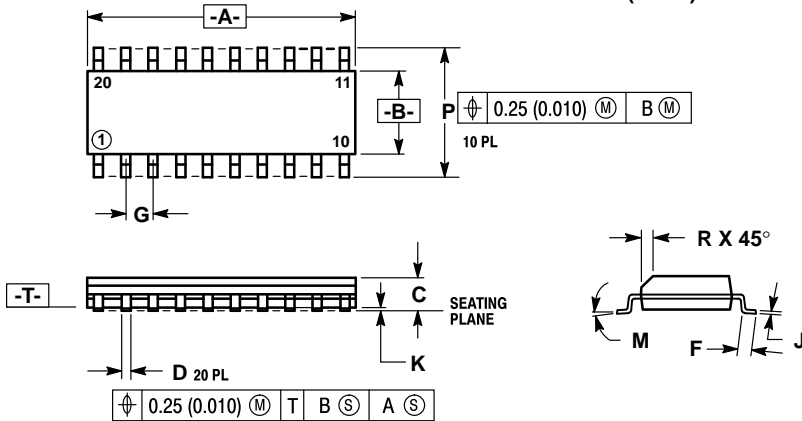 -A-
20 11
-B- P ⌖ 0.25 (0.010) Ⓜ B Ⓜ
① 10
10 PL
G
R X 45°
-T-
C
SEATING
PLANE
M F J
K
D 20 PL
⌖ 0.25 (0.010) Ⓜ T B Ⓢ A Ⓢ